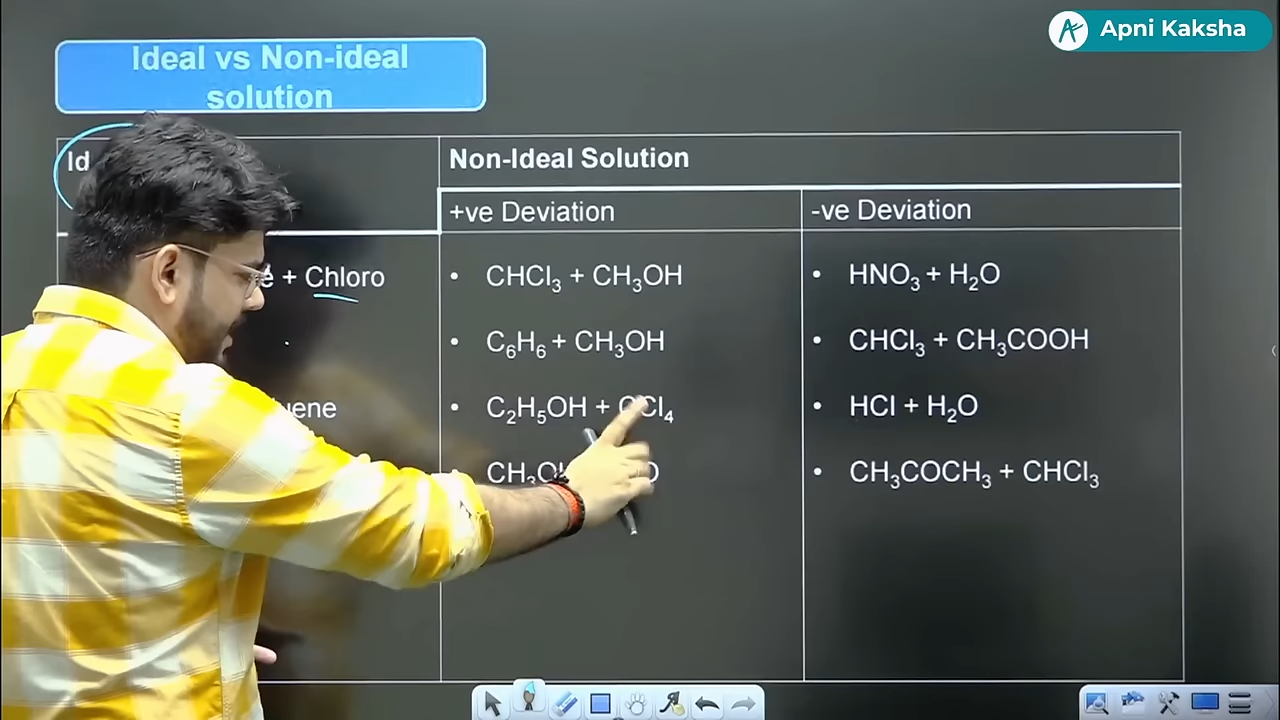 Apni Kaksha
Ideal vs Non-ideal
solution
Id
Non-Ideal Solution
+ve Deviation
-ve Deviation
+ Chloro
• CHCl₃ + CH₃OH
• HNO₃ + H₂O
• C₆H₆ + CH₃OH
• CHCl₃ + CH₃COOH
uene
• C₂H₅OH + CCl₄
• HCl + H₂O
• CH₃COCH₃ + CHCl₃